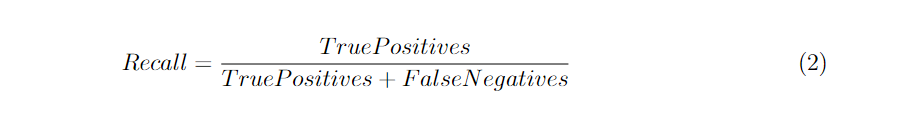 Recall = TruePositives / TruePositives + FalseNegatives (2)